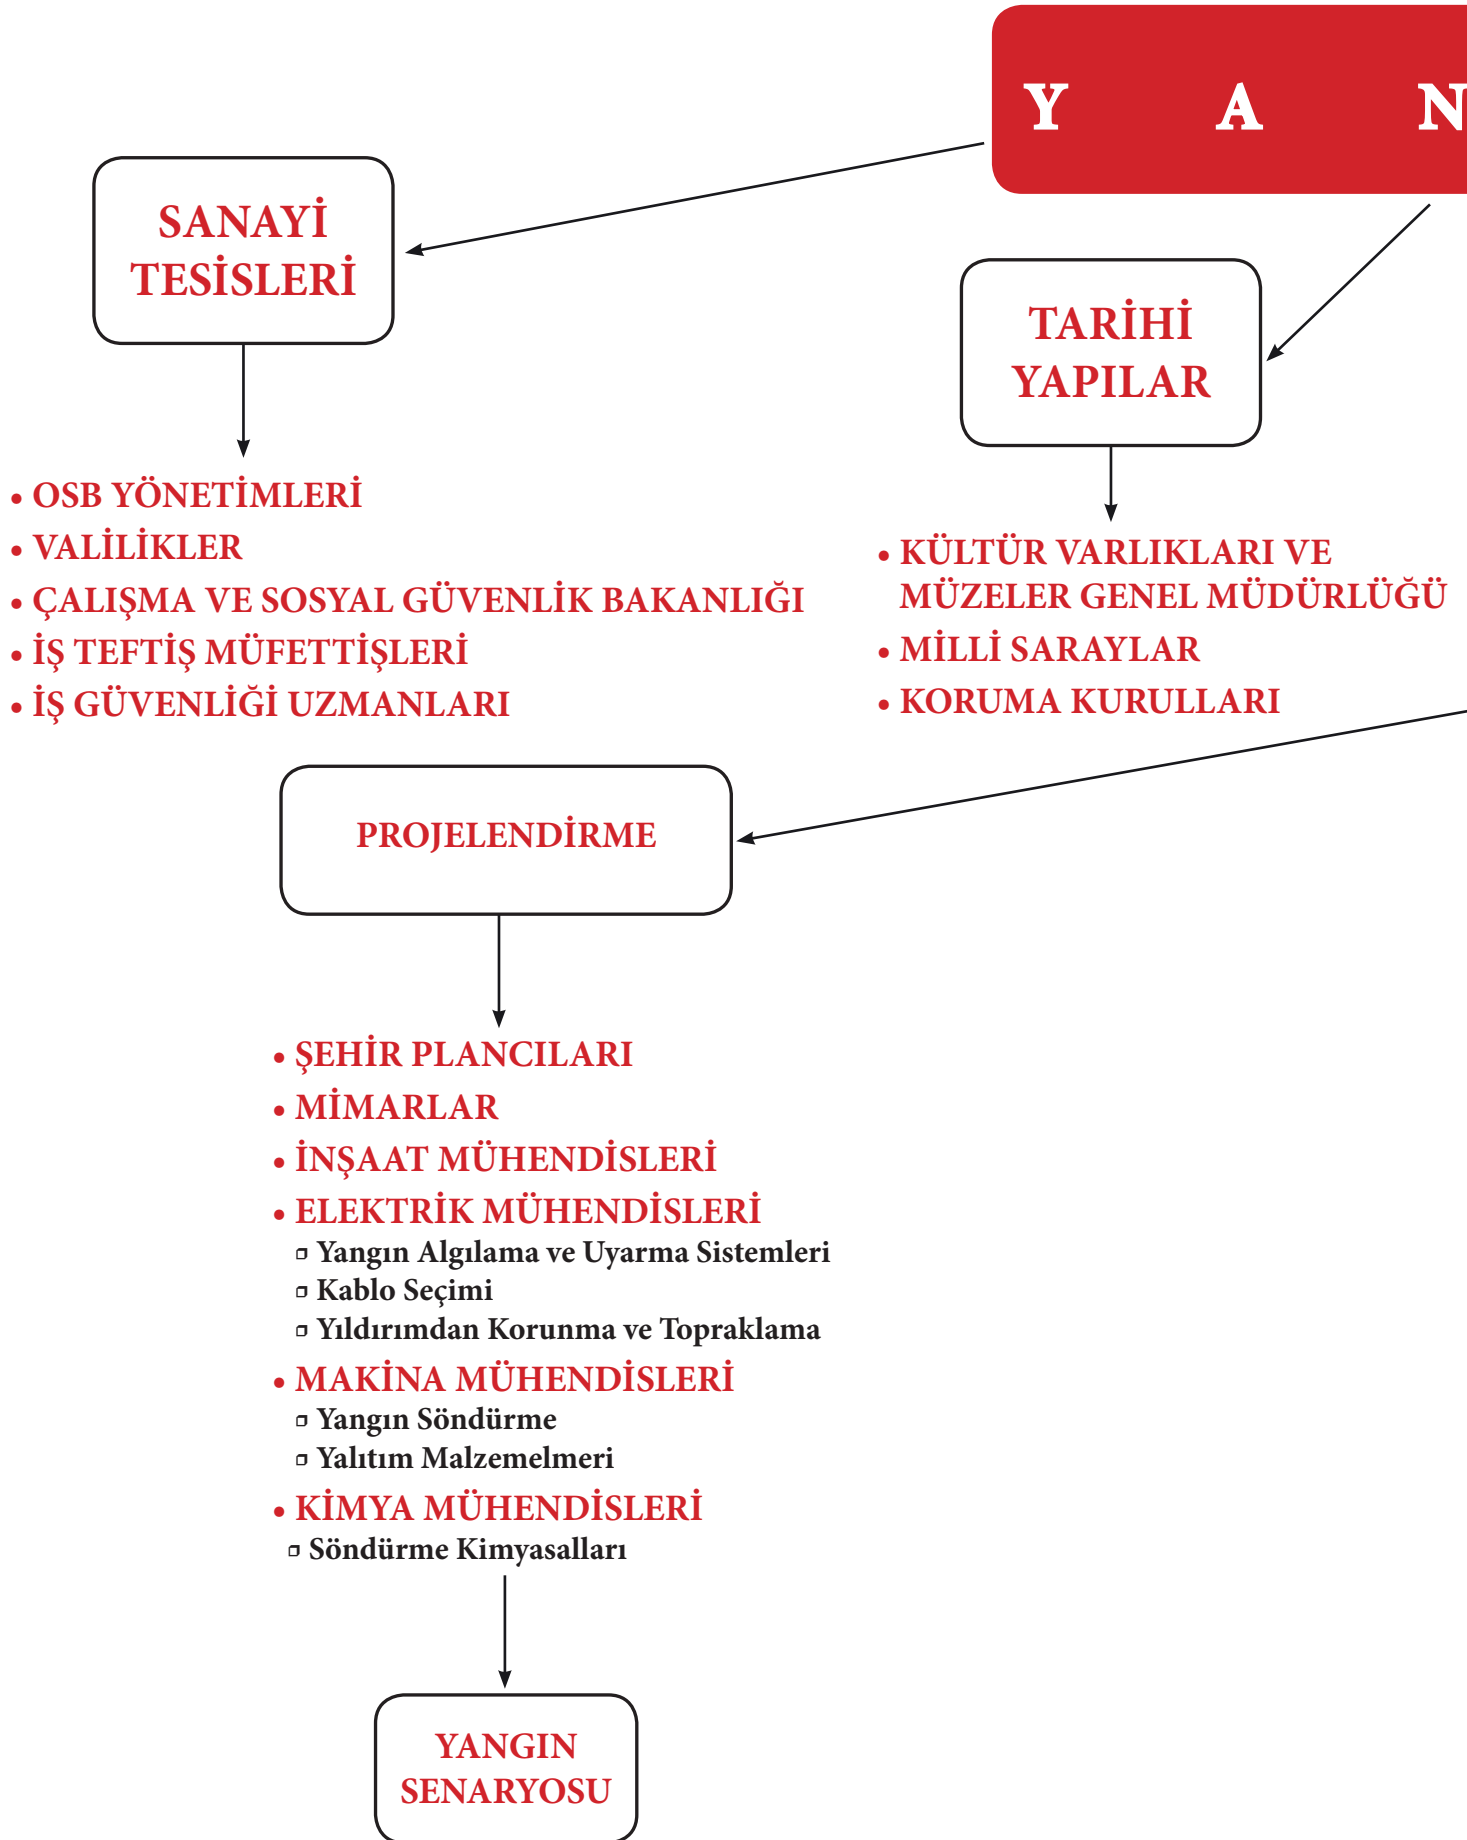 Y A N
SANAYİ
TESİSLERİ
TARİHİ
YAPILAR
• OSB YÖNETİMLERİ
• VALİLİKLER
• ÇALIŞMA VE SOSYAL GÜVENLİK BAKANLIĞI
• İŞ TEFTİŞ MÜFETTİŞLERİ
• İŞ GÜVENLİĞİ UZMANLARI
• KÜLTÜR VARLIKLARI VE
MÜZELER GENEL MÜDÜRLÜĞÜ
• MİLLİ SARAYLAR
• KORUMA KURULLARI
PROJELENDİRME
• ŞEHİR PLANCILARI
• MİMARLAR
• İNŞAAT MÜHENDİSLERİ
• ELEKTRİK MÜHENDİSLERİ
❒ Yangın Algılama ve Uyarma Sistemleri
❒ Kablo Seçimi
❒ Yıldırımdan Korunma ve Topraklama
• MAKİNA MÜHENDİSLERİ
❒ Yangın Söndürme
❒ Yalıtım Malzemelmeri
• KİMYA MÜHENDİSLERİ
❒ Söndürme Kimyasalları
YANGIN
SENARYOSU